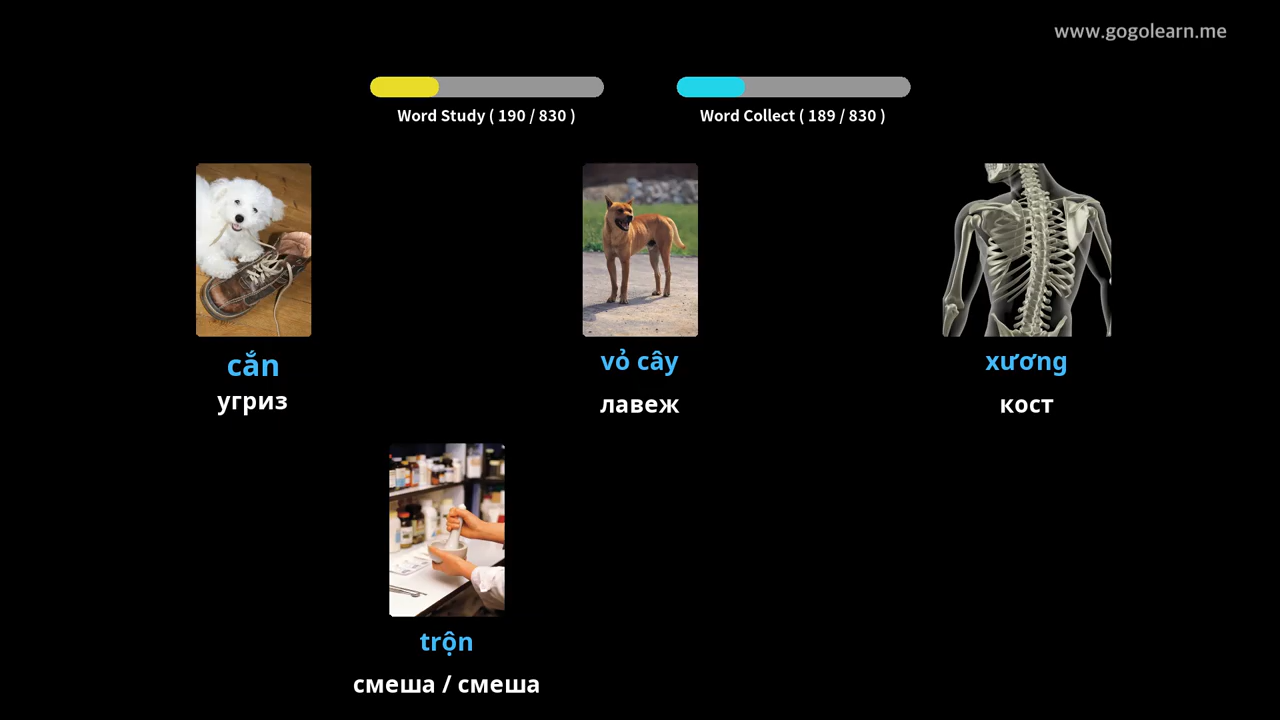 www.gogolearn.me
Word Study ( 190 / 830 )
Word Collect ( 189 / 830 )
cắn
угриз
vỏ cây
лавеж
xương
кост
trộn
смеша / смеша